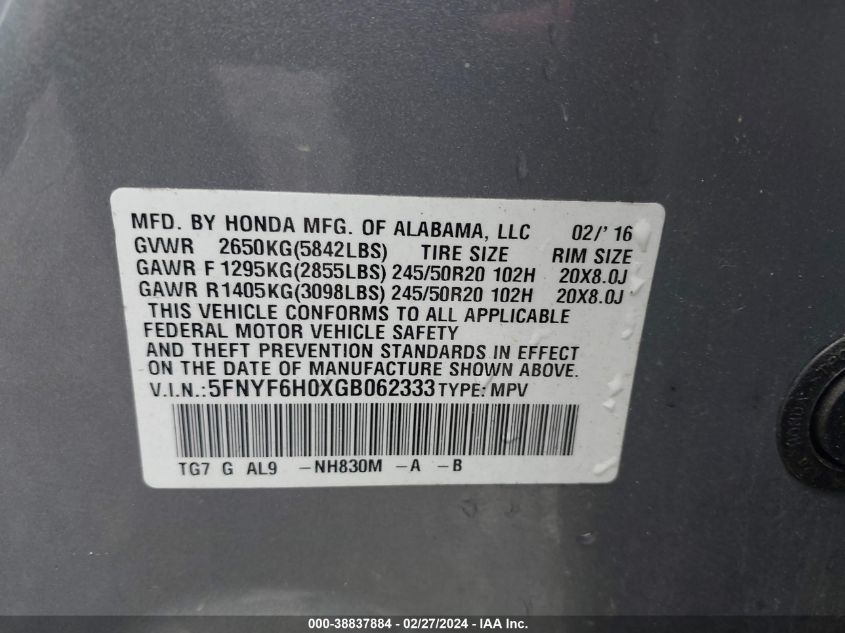 MFD. BY HONDA MFG. OF ALABAMA, LLC 02/'16
GVWR 2650KG(5842LBS) TIRE SIZE RIM SIZE
GAWR F 1295KG(2855LBS) 245/50R20 102H 20X8.0J
GAWR R1405KG(3098LBS) 245/50R20 102H 20X8.0J
THIS VEHICLE CONFORMS TO ALL APPLICABLE
FEDERAL MOTOR VEHICLE SAFETY
AND THEFT PREVENTION STANDARDS IN EFFECT
ON THE DATE OF MANUFACTURE SHOWN ABOVE.
V.I.N.:5FNYF6H0XGB062333 TYPE: MPV
TG7 G AL9 -NH830M -A -B
000-38837884 - 02/27/2024 - IAA Inc.